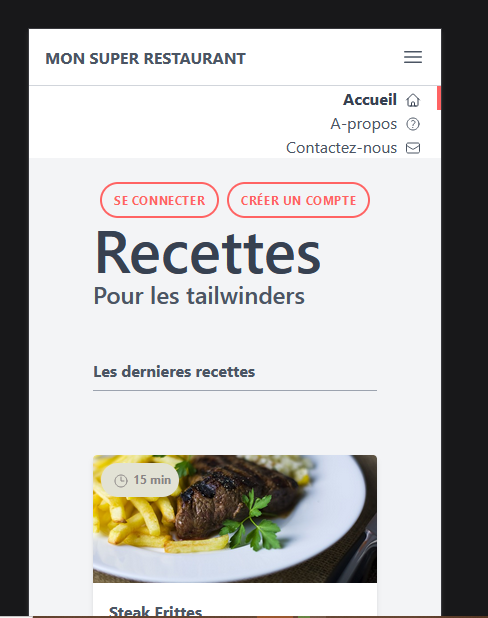 MON SUPER RESTAURANT
Accueil
A-propos
Contactez-nous
SE CONNECTER
CRÉER UN COMPTE
Recettes
Pour les tailwinders
Les dernieres recettes
15 min
Steak Frittes